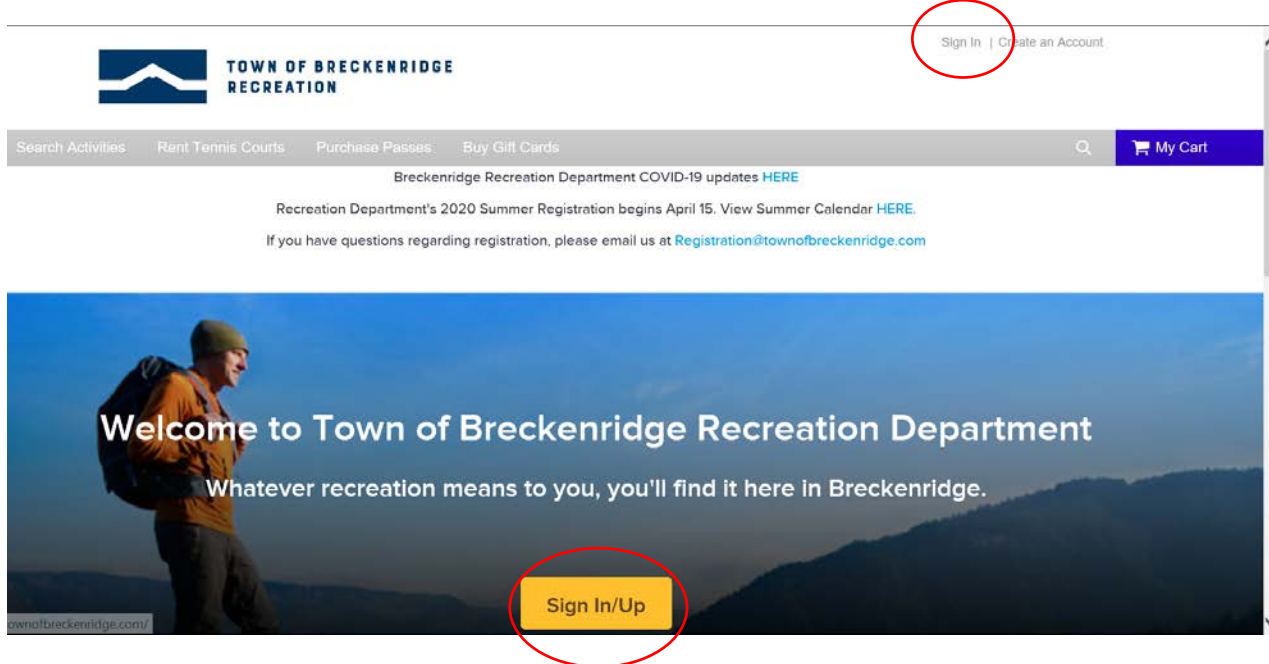 Sign In | Create an Account
TOWN OF BRECKENRIDGE
RECREATION
Search Activities Rent Tennis Courts Purchase Passes Buy Gift Cards My Cart
Breckenridge Recreation Department COVID-19 updates HERE
Recreation Department's 2020 Summer Registration begins April 15. View Summer Calendar HERE.
If you have questions regarding registration, please email us at Registration@townofbreckenridge.com
Welcome to Town of Breckenridge Recreation Department
Whatever recreation means to you, you'll find it here in Breckenridge.
Sign In/Up
ownofbreckenridge.com/